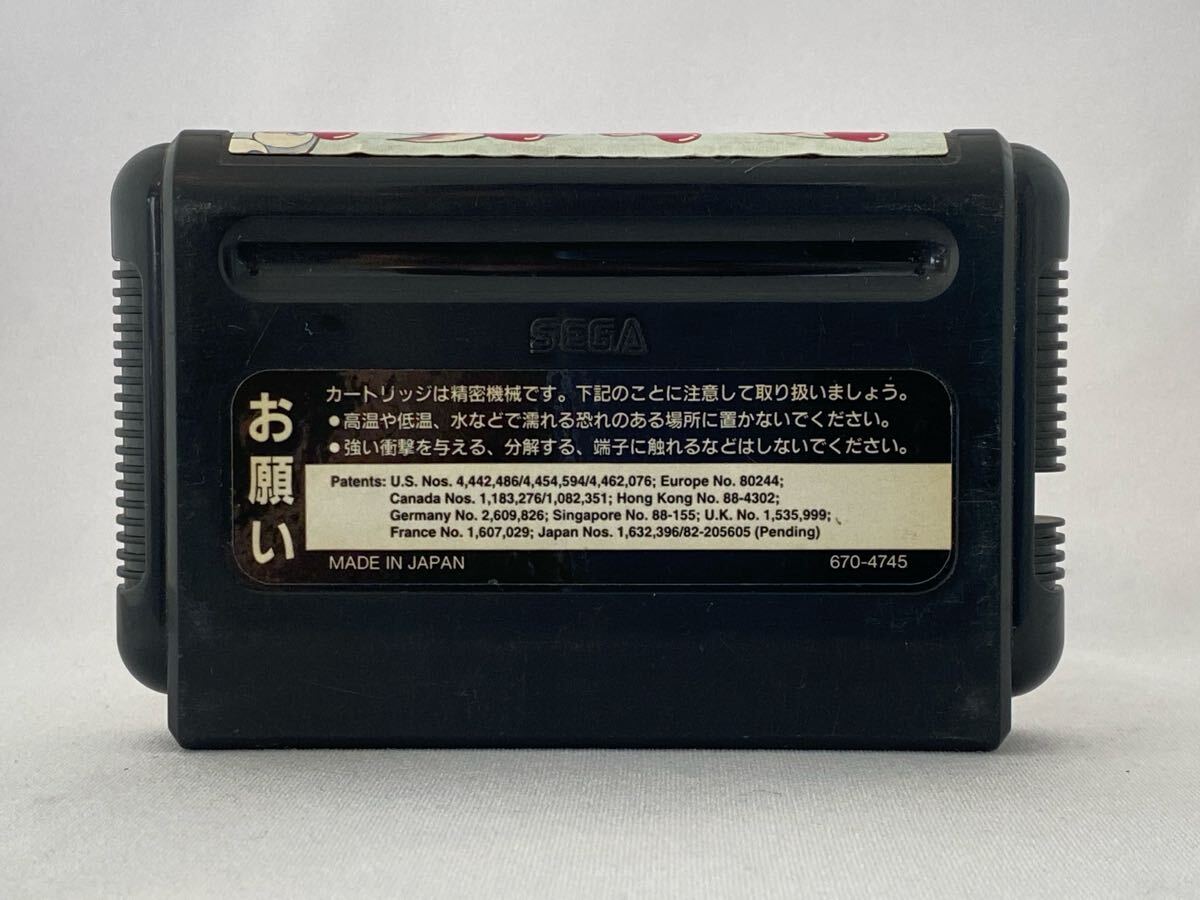 SEGA
お願い
カートリッジは精密機械です。下記のことに注意して取り扱いましょう。
●高温や低温、水などで濡れる恐れのある場所に置かないでください。
●強い衝撃を与える、分解する、端子に触れるなどはしないでください。
Patents: U.S. Nos. 4,442,486/4,454,594/4,462,076; Europe No. 80244;
Canada Nos. 1,183,276/1,082,351; Hong Kong No. 88-4302;
Germany No. 2,609,826; Singapore No. 88-155; U.K. No. 1,535,999;
France No. 1,607,029; Japan Nos. 1,632,396/82-205605 (Pending)
MADE IN JAPAN 670-4745